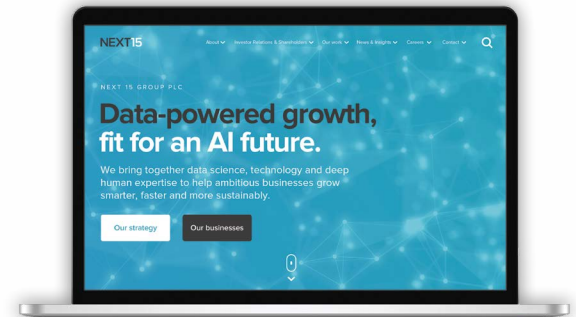 NEXT15
About Investor Relations & Shareholders Our work News & Insights Careers Contact
NEXT 15 GROUP PLC
Data-powered growth,
fit for an AI future.
We bring together data science, technology and deep
human expertise to help ambitious businesses grow
smarter, faster and more sustainably.
Our strategy Our businesses